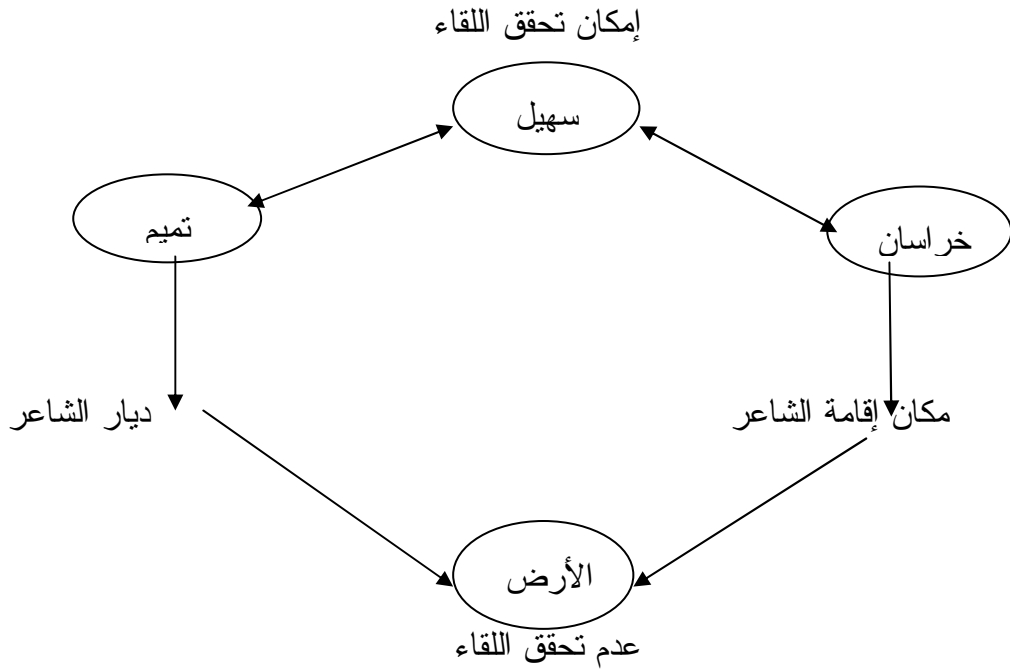 إمكان تحقق اللقاء
سهيل
خراسان
تميم
مكان إقامة الشاعر
ديار الشاعر
الأرض
عدم تحقق اللقاء